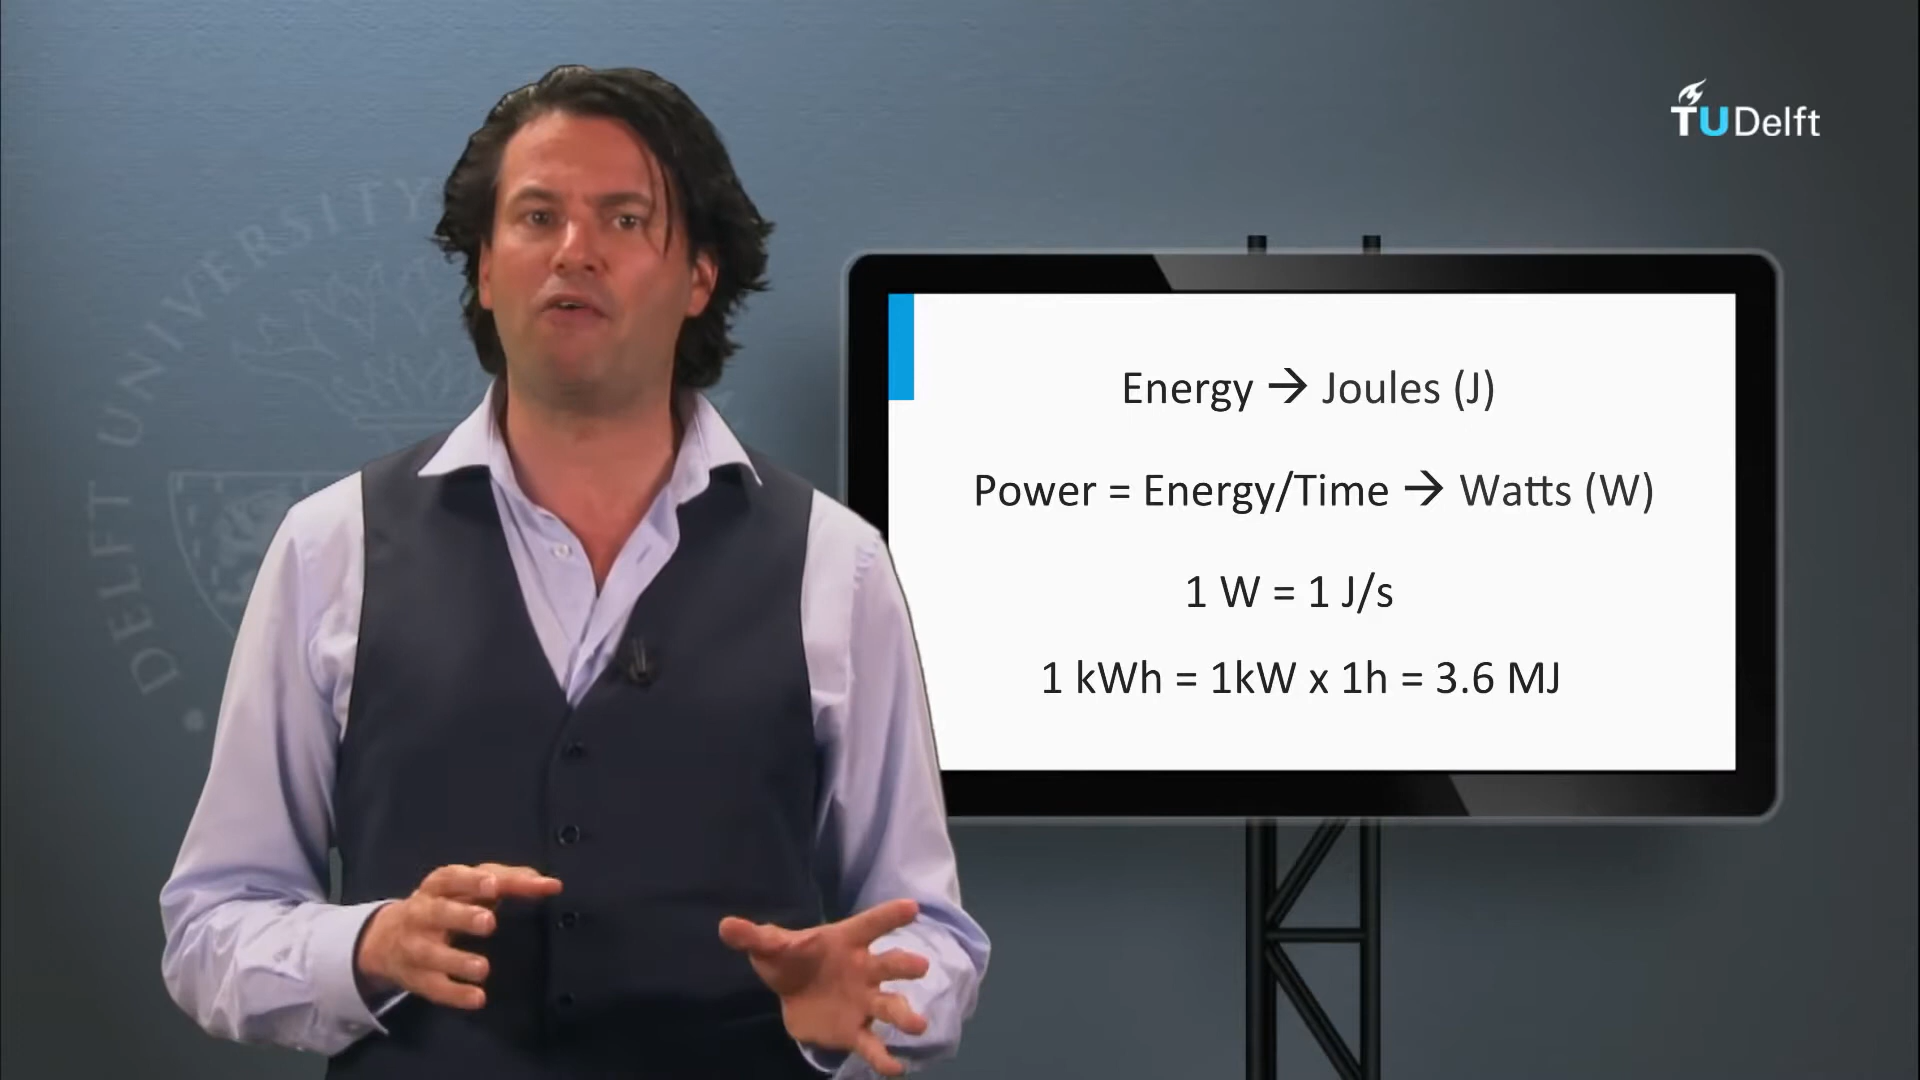 TU Delft
DELFT UNIVERSITY
Energy → Joules (J)
Power = Energy/Time → Watts (W)
1 W = 1 J/s
1 kWh = 1kW x 1h = 3.6 MJ